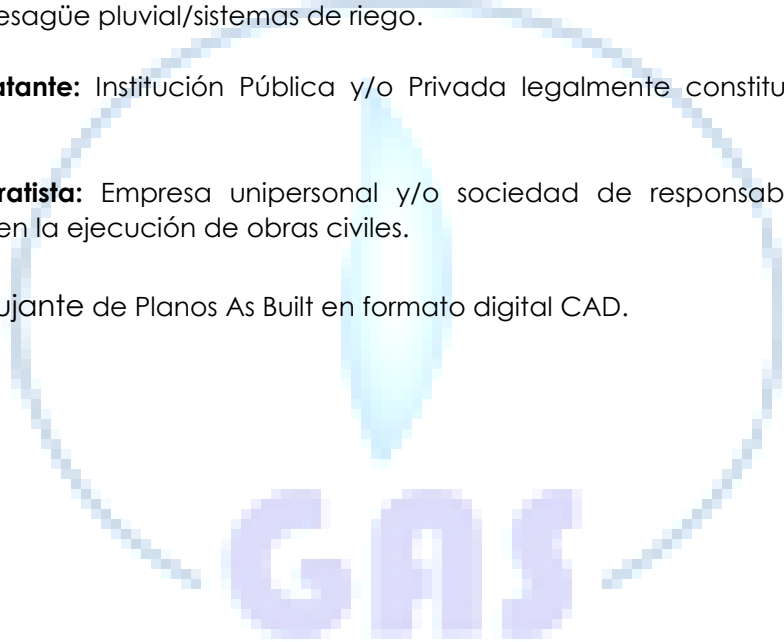 esagüe pluvial/sistemas de riego.
atante: Institución Pública y/o Privada legalmente constitu
ratista: Empresa unipersonal y/o sociedad de responsab
en la ejecución de obras civiles.
ujante de Planos As Built en formato digital CAD.
GAS